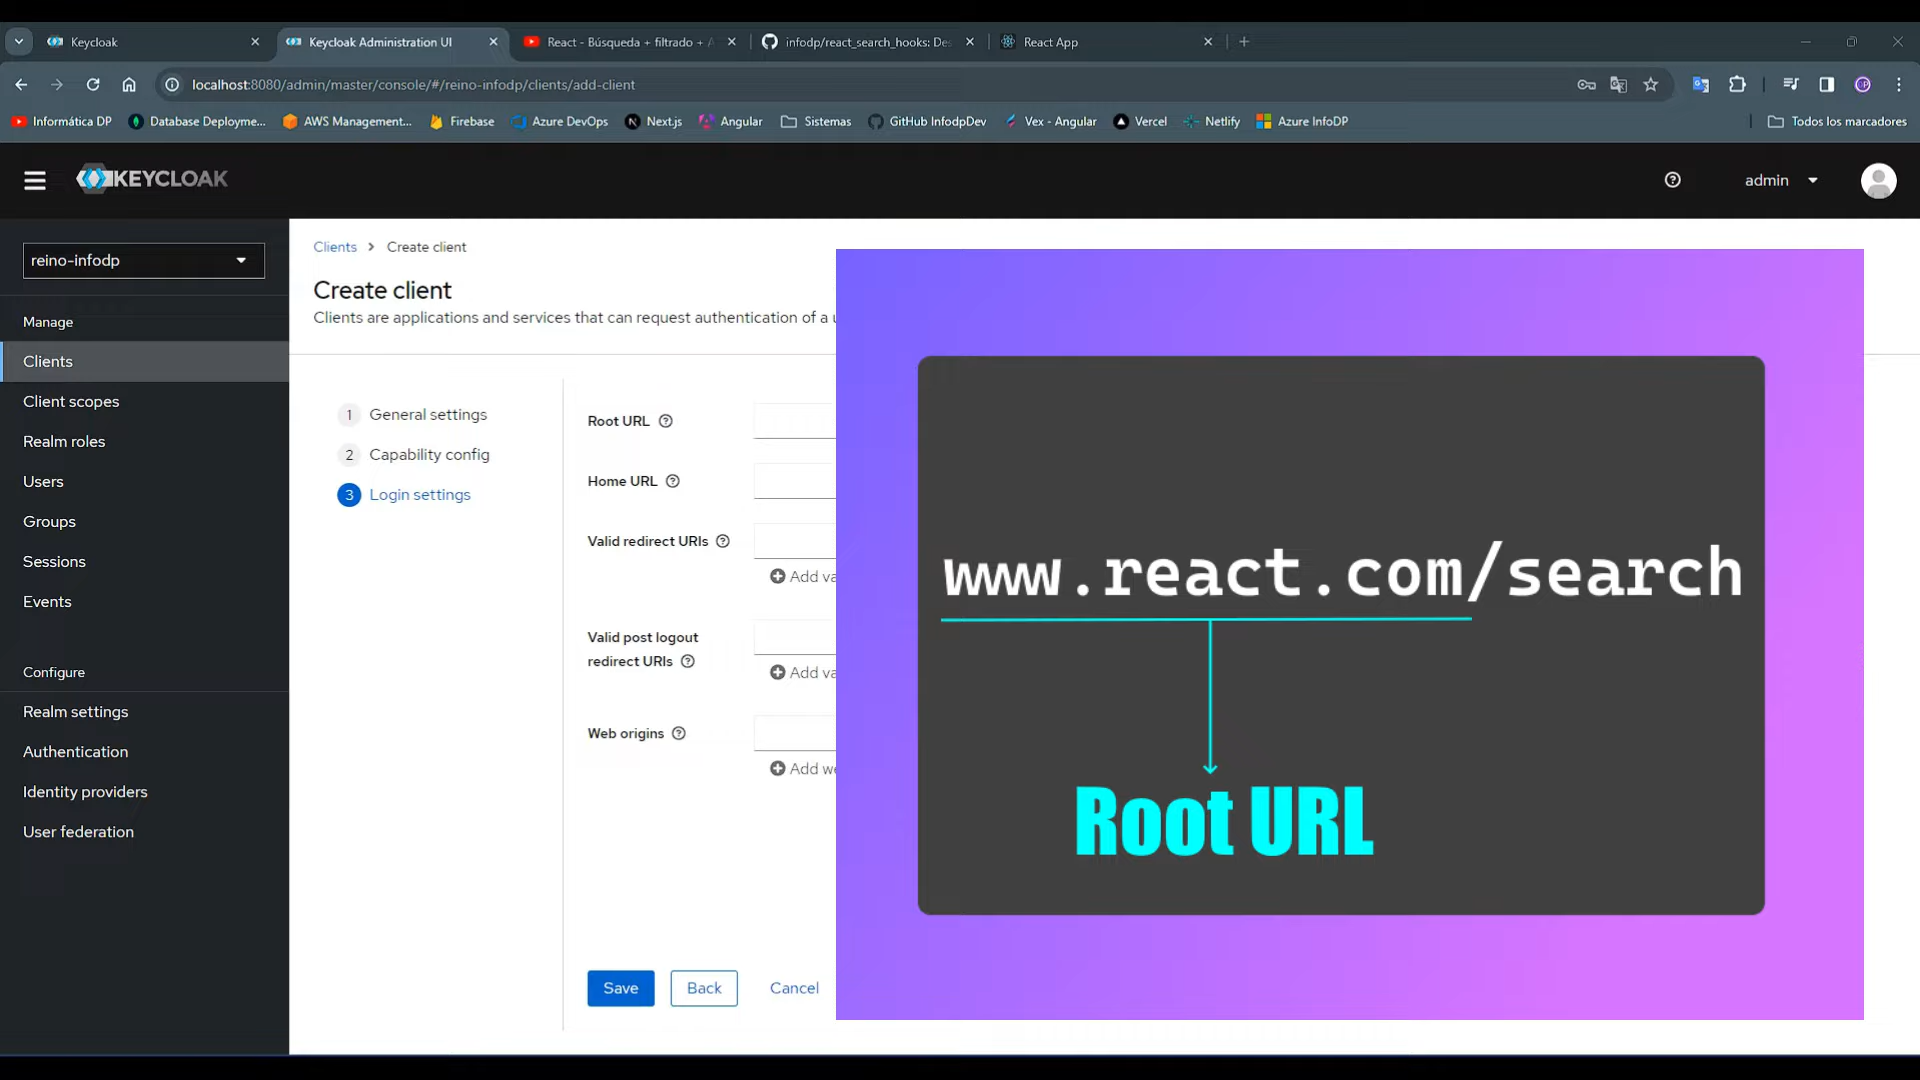 Keycloak
Keycloak Administration UI
React - Búsqueda + filtrado +
infodp/react_search_hooks: De
React App
localhost:8080/admin/master/console/#/reino-infodp/clients/add-client
Informática DP
Database Deployme...
AWS Management...
Firebase
Azure DevOps
Next.js
Angular
Sistemas
GitHub InfodpDev
Vex - Angular
Vercel
Netlify
Azure InfoDP
Todos los marcadores
KEYCLOAK
admin
reino-infodp
Manage
Clients
Client scopes
Realm roles
Users
Groups
Sessions
Events
Configure
Realm settings
Authentication
Identity providers
User federation
Clients > Create client
Create client
Clients are applications and services that can request authentication of a
1 General settings
2 Capability config
3 Login settings
Root URL
Home URL
Valid redirect URIs
Add va
Valid post logout
redirect URIs
Add va
Web origins
Add we
Save
Back
Cancel
www.react.com/search
Root URL